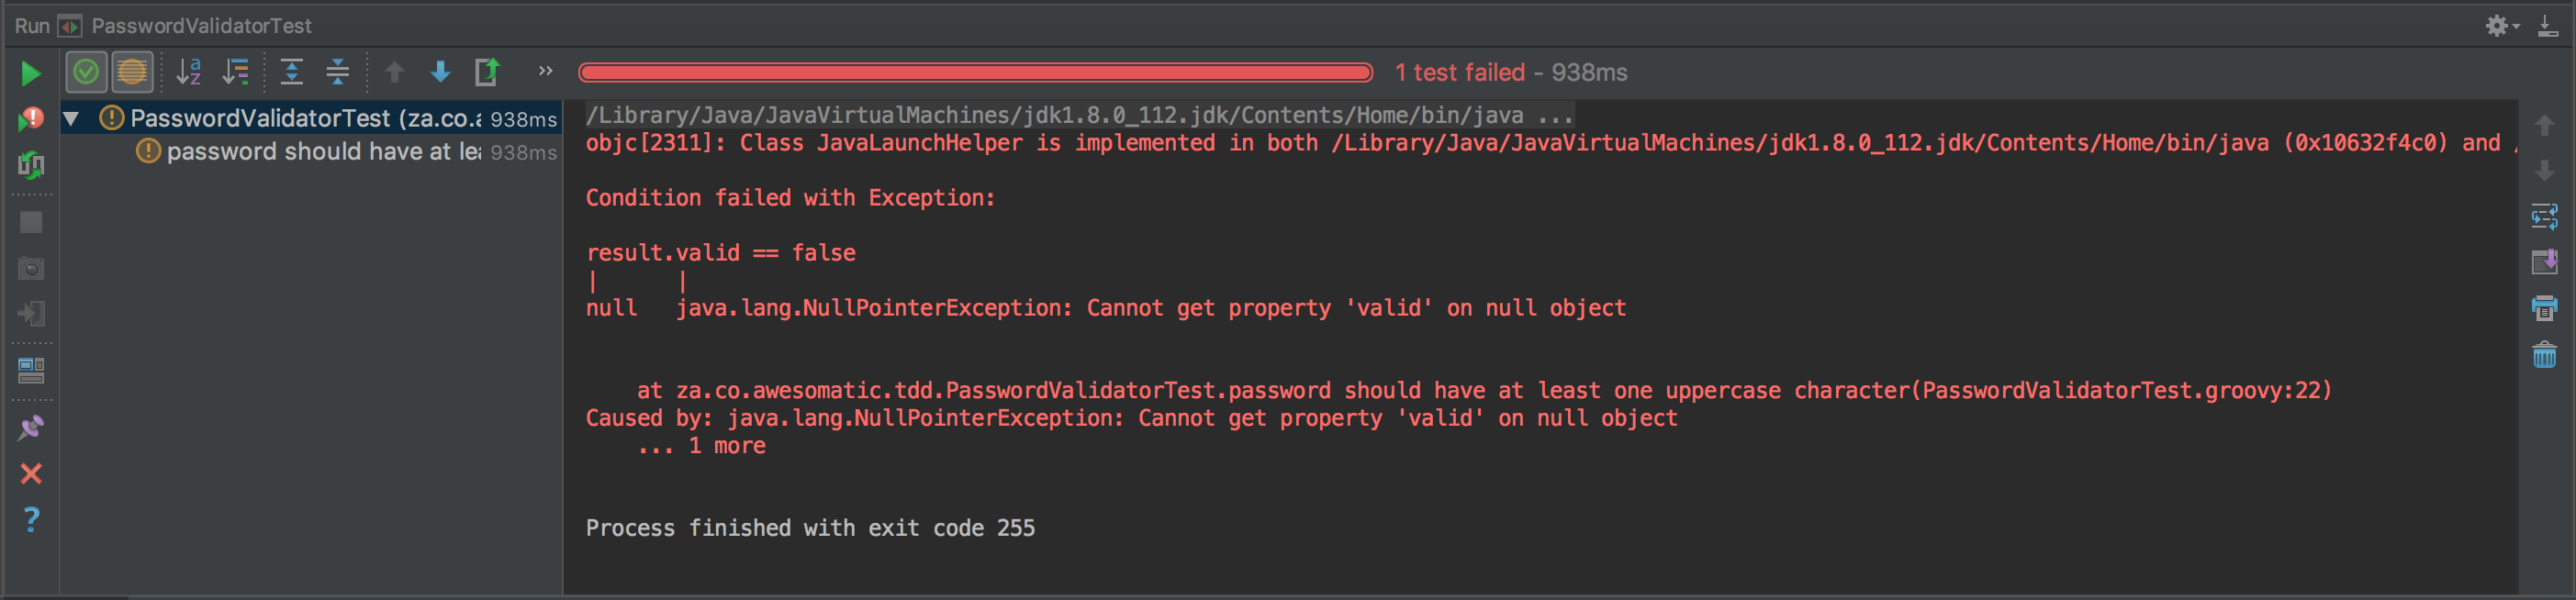 Run PasswordValidatorTest
1 test failed - 938ms
PasswordValidatorTest (za.co.a 938ms
password should have at lea 938ms
/Library/Java/JavaVirtualMachines/jdk1.8.0_112.jdk/Contents/Home/bin/java ...
objc[2311]: Class JavaLaunchHelper is implemented in both /Library/Java/JavaVirtualMachines/jdk1.8.0_112.jdk/Contents/Home/bin/java (0x10632f4c0) and /
Condition failed with Exception:
result.valid == false
|      |
null   java.lang.NullPointerException: Cannot get property 'valid' on null object
at za.co.awesomatic.tdd.PasswordValidatorTest.password should have at least one uppercase character(PasswordValidatorTest.groovy:22)
Caused by: java.lang.NullPointerException: Cannot get property 'valid' on null object
... 1 more
Process finished with exit code 255